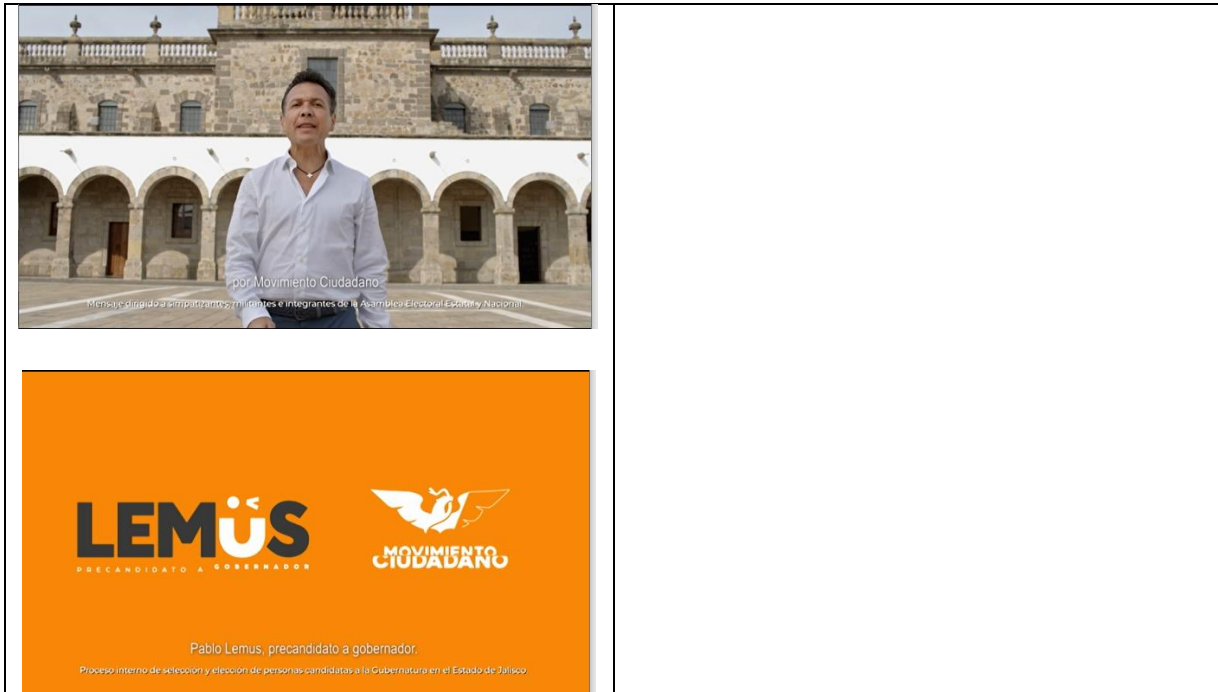 por Movimiento Ciudadano
Mensaje dirigido a simpatizantes, militantes e integrantes de la Asamblea Electoral Estatal y Nacional.
LEMUS
PRECANDIDATO A GOBERNADOR
MOVIMIENTO
CIUDADANO
Pablo Lemus, precandidato a gobernador.
Proceso interno de selección y elección de personas candidatas a la Gubernatura en el Estado de Jalisco